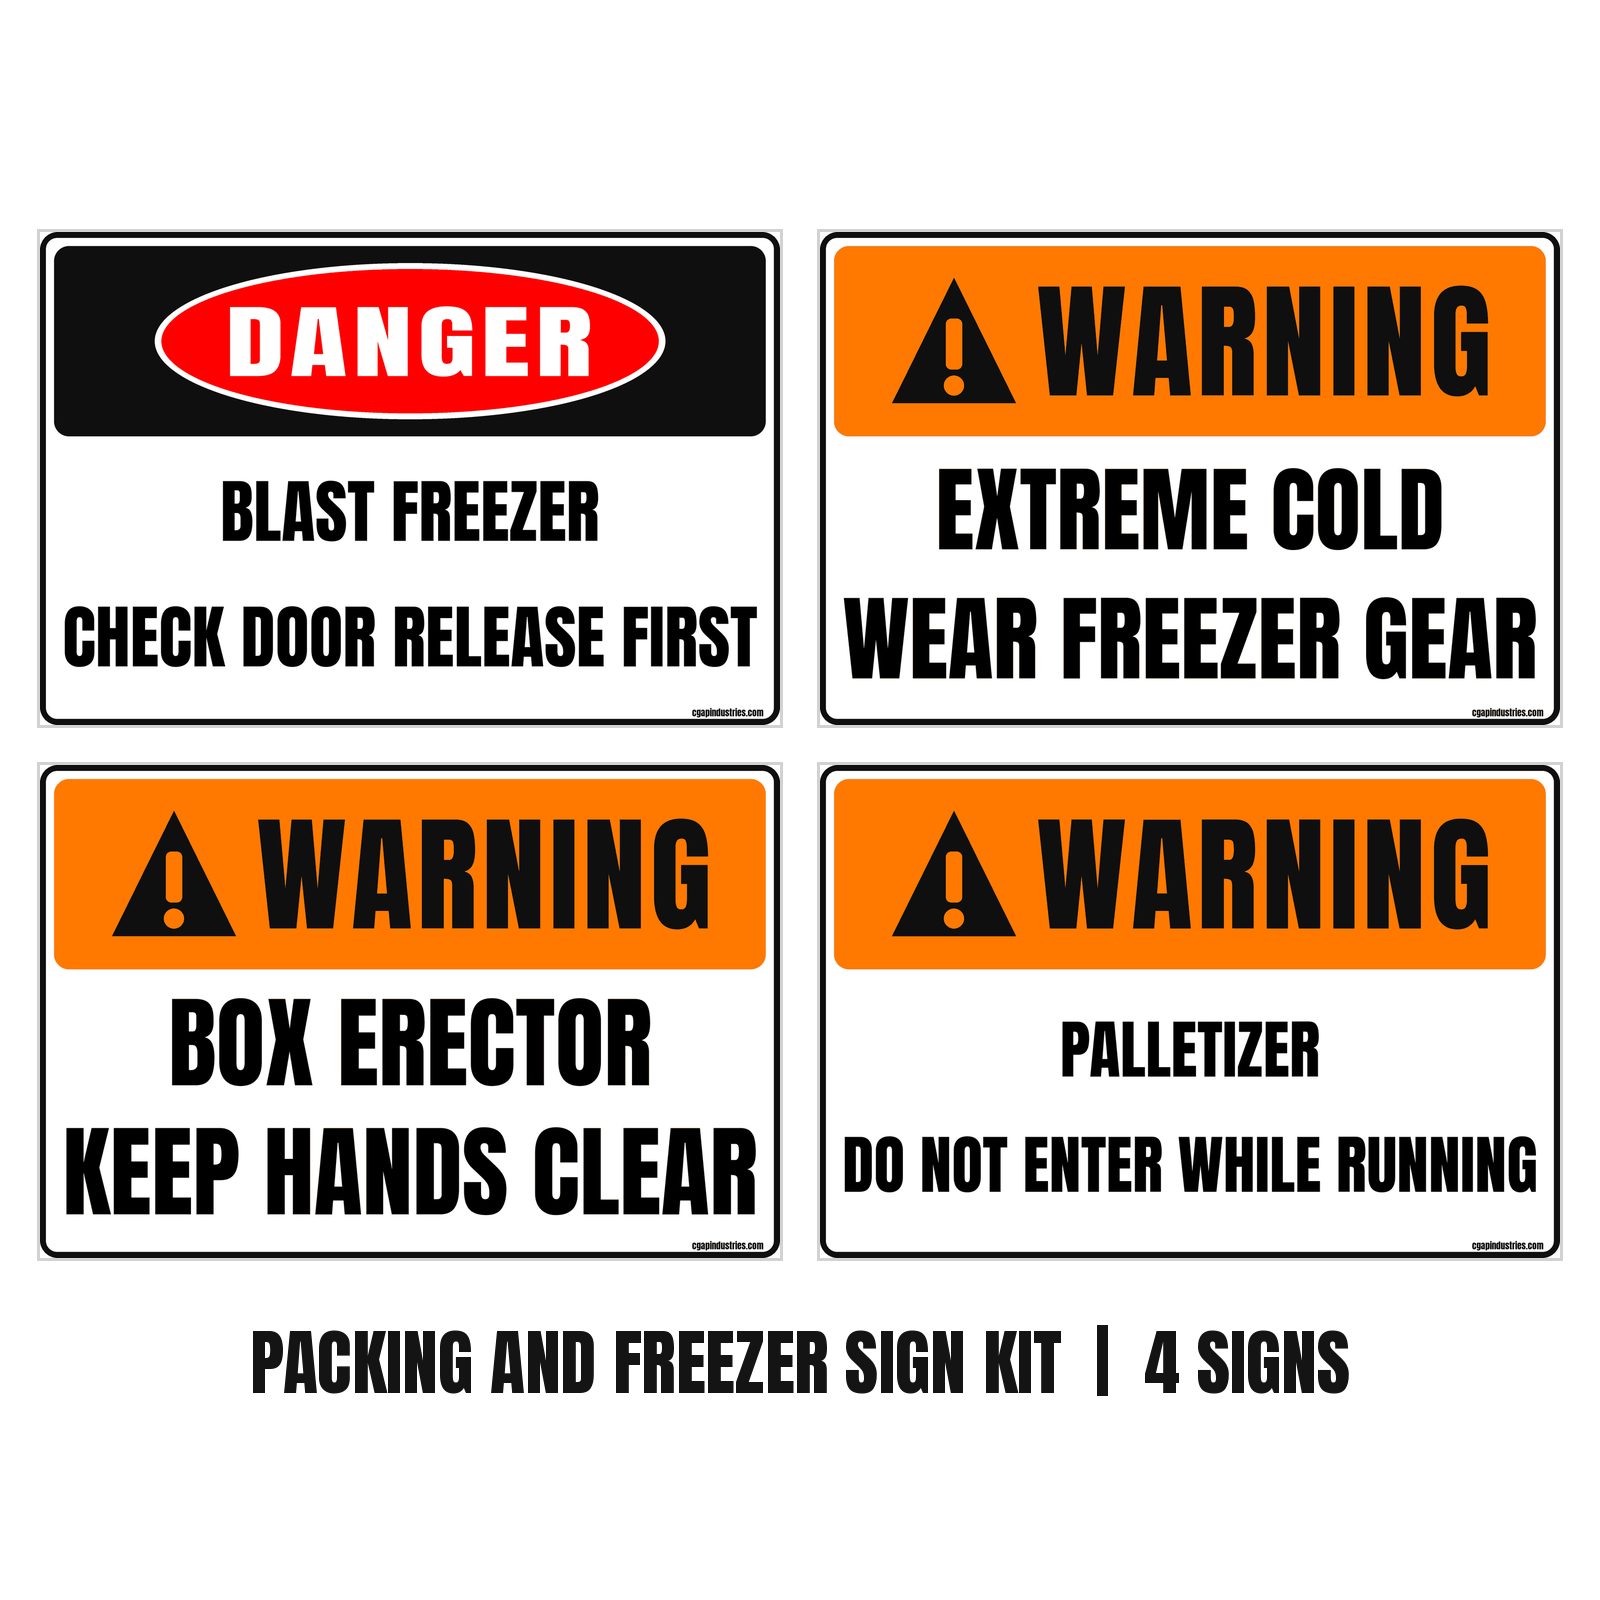 DANGER
BLAST FREEZER
CHECK DOOR RELEASE FIRST
cgapindustries.com
WARNING
EXTREME COLD
WEAR FREEZER GEAR
cgapindustries.com
WARNING
BOX ERECTOR
KEEP HANDS CLEAR
cgapindustries.com
WARNING
PALLETIZER
DO NOT ENTER WHILE RUNNING
cgapindustries.com
PACKING AND FREEZER SIGN KIT | 4 SIGNS